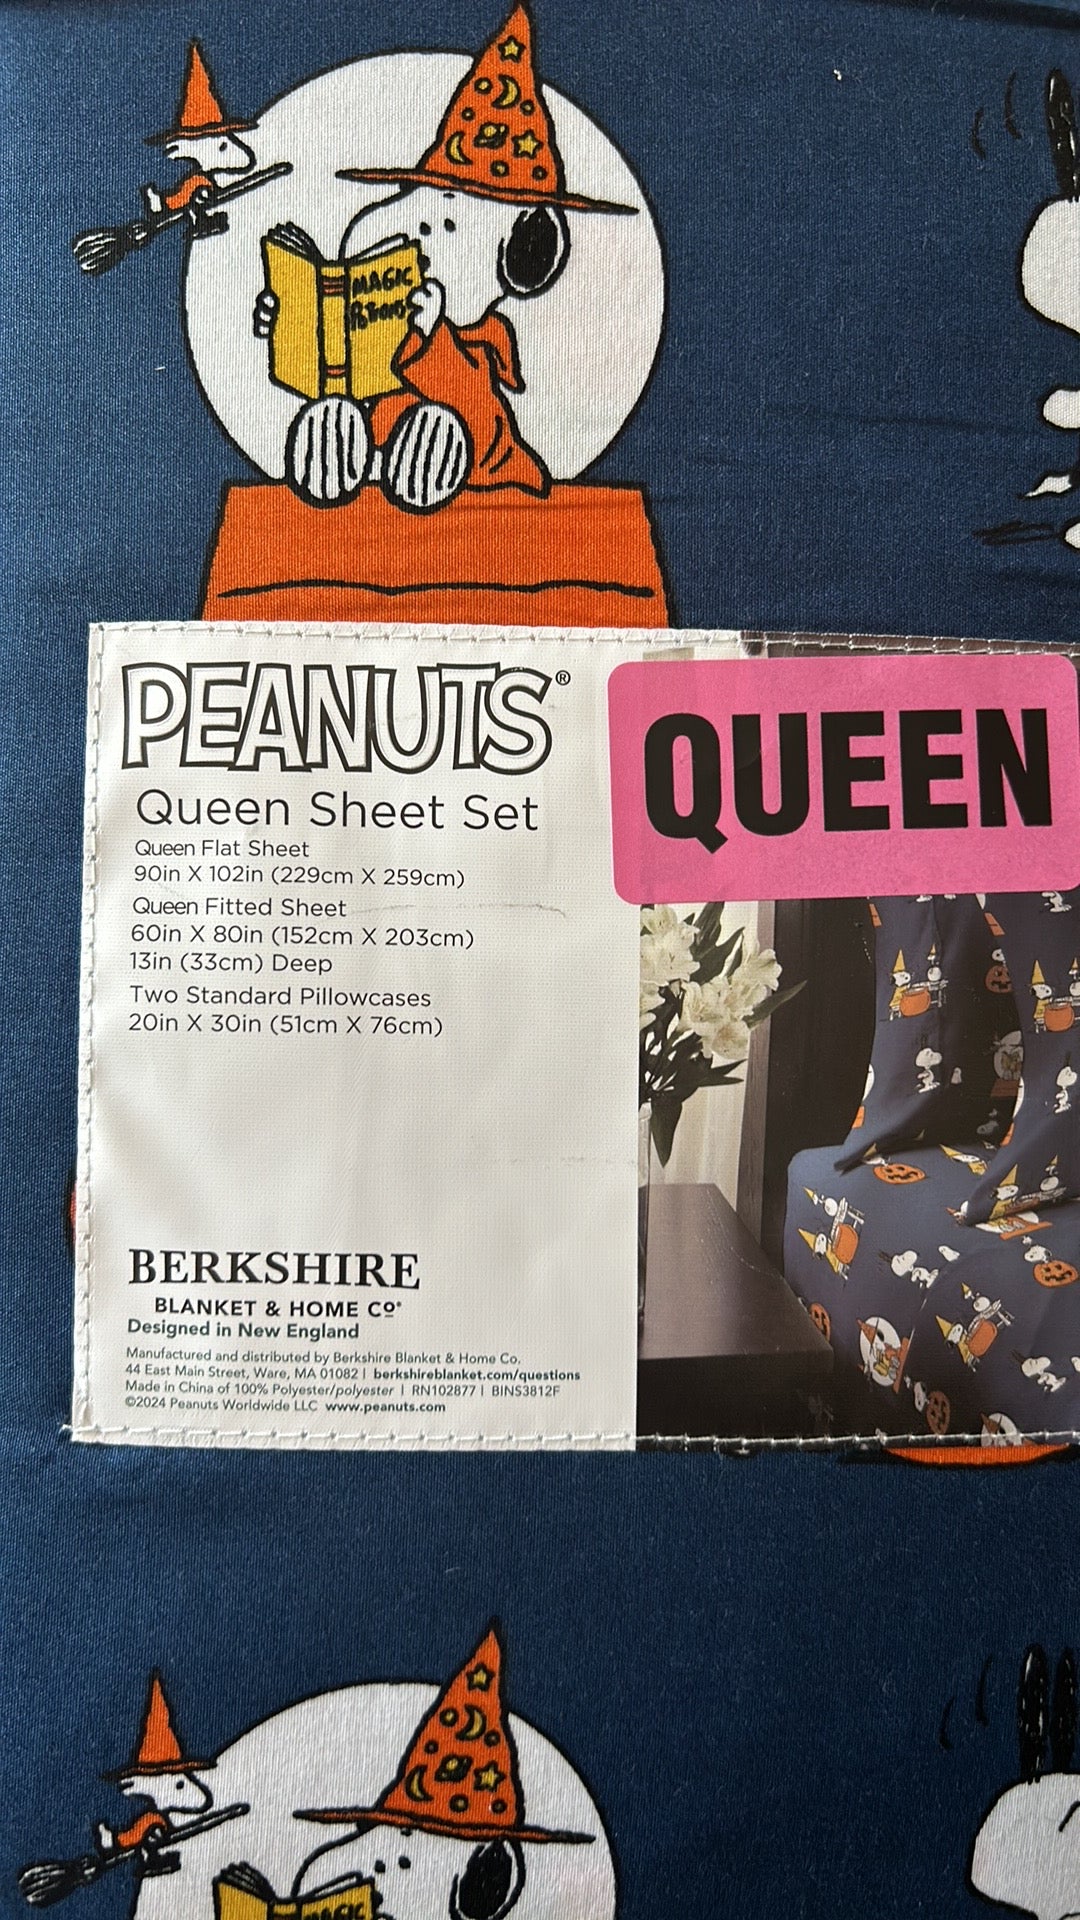 MAGIC
PEANUTS®
QUEEN
Queen Sheet Set
Queen Flat Sheet
90in X 102in (229cm X 259cm)
Queen Fitted Sheet
60in X 80in (152cm X 203cm)
13in (33cm) Deep
Two Standard Pillowcases
20in X 30in (51cm X 76cm)
BERKSHIRE
BLANKET & HOME Cº®
Designed in New England
Manufactured and distributed by Berkshire Blanket & Home Co.
44 East Main Street, Ware, MA 01082 | berkshireblanket.com/questions
Made in China of 100% Polyester/polyester | RN102877 | BINS3812F
©2024 Peanuts Worldwide LLC www.peanuts.com
MAGIC